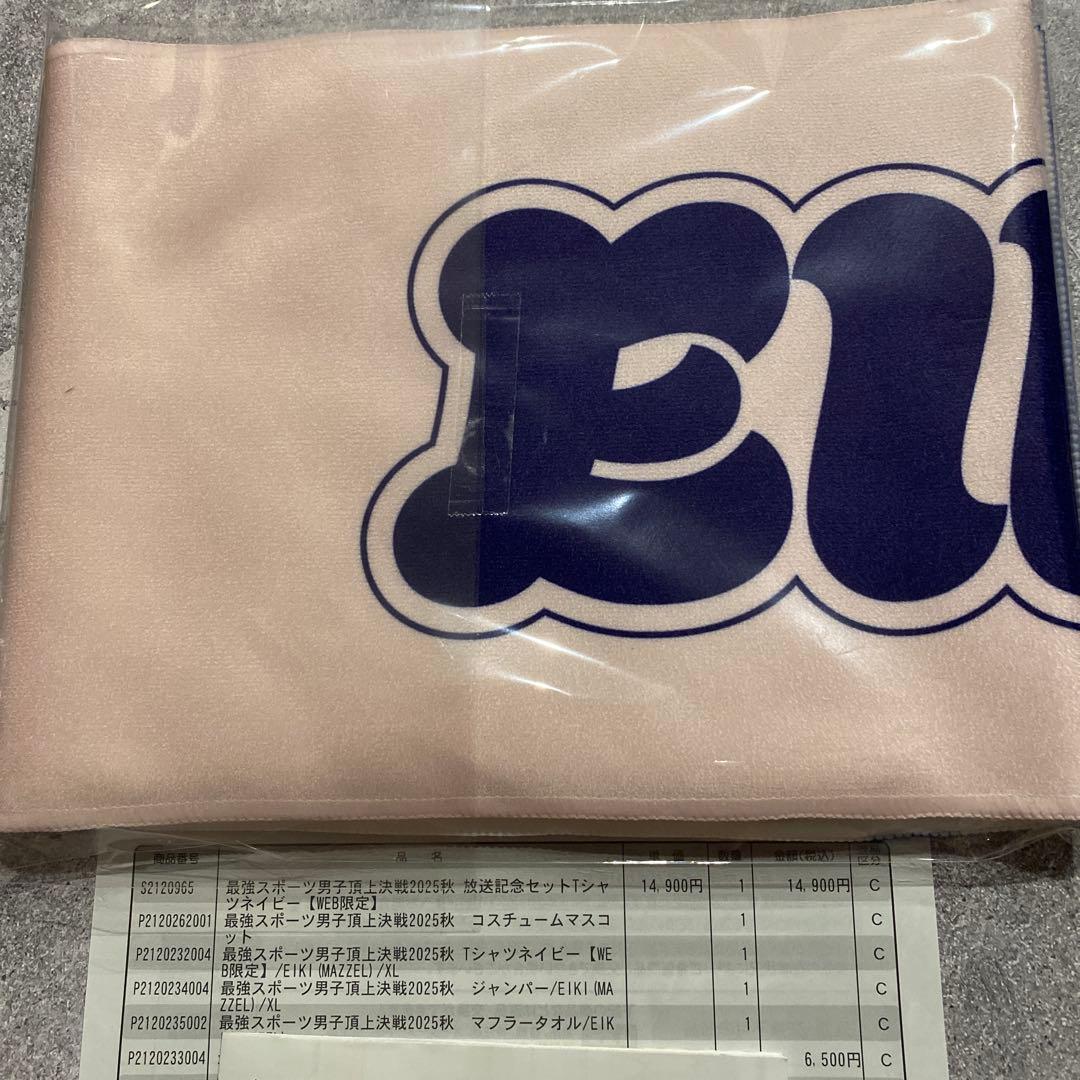 EI
商品番号 品 名 単 価 数量 金額(税込)
区分
S2120965 最強スポーツ男子頂上決戦2025秋 放送記念セットTシャ 14,900円 1 14,900円 C
ツネイビー【WEB限定】
P2120262001 最強スポーツ男子頂上決戦2025秋 コスチュームマスコ 1 C
ット
P2120232004 最強スポーツ男子頂上決戦2025秋 Tシャツネイビー【WE 1 C
B限定】/EIKI(MAZZEL)/XL
P2120234004 最強スポーツ男子頂上決戦2025秋 ジャンパー/EIKI(MA 1 C
ZZEL)/XL
P2120235002 最強スポーツ男子頂上決戦2025秋 マフラータオル/EIK 1 C
P2120233004 6,500円 C